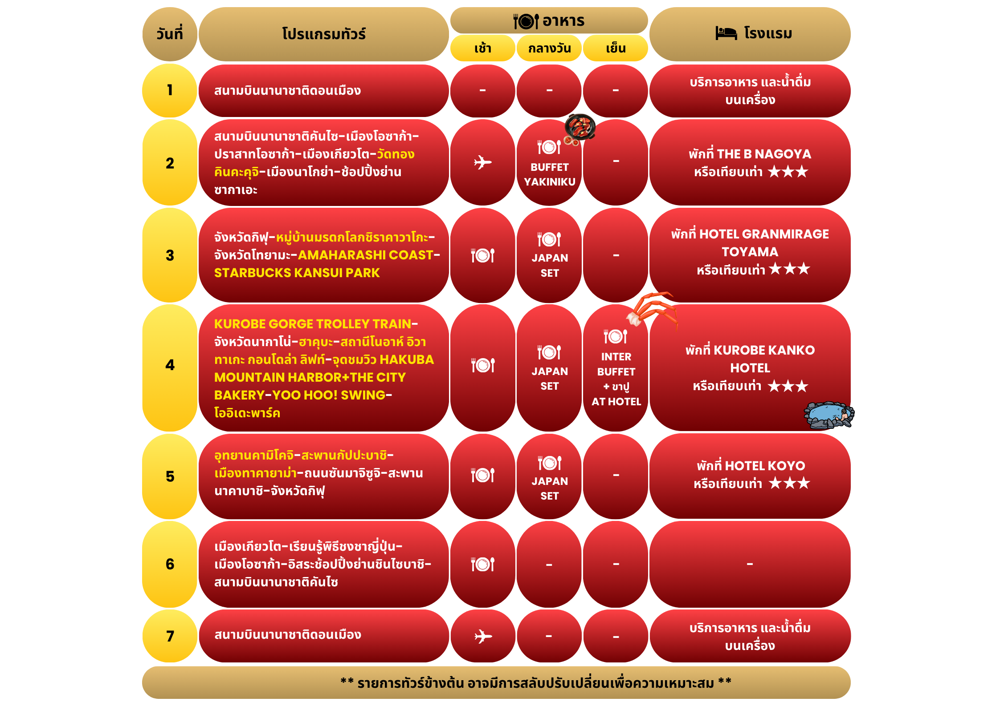 วันที่
โปรแกรมทัวร์
อาหาร
เช้า
กลางวัน
เย็น
โรงแรม
1
สนามบินนานาชาติดอนเมือง
-
-
-
บริการอาหาร และน้ำดื่ม
บนเครื่อง
2
สนามบินนานาชาติคันไซ-เมืองโอซาก้า-
ปราสาทโอซาก้า-เมืองเกียวโต-วัดทอง
คินคะคุจิ-เมืองนาโกย่า-ช้อปปิ้งย่าน
ซากาเอะ
BUFFET
YAKINIKU
-
พักที่ THE B NAGOYA
หรือเทียบเท่า ★★★
3
จังหวัดกิฟุ-หมู่บ้านมรดกโลกชิราคาวาโกะ-
จังหวัดโทยามะ-AMAHARASHI COAST-
STARBUCKS KANSUI PARK
JAPAN
SET
-
พักที่ HOTEL GRANMIRAGE
TOYAMA
หรือเทียบเท่า ★★★
4
KUROBE GORGE TROLLEY TRAIN-
จังหวัดนากาโน่-ฮาคุบะ-สถานีโนอาห์ อิวา
ทาเกะ กอนโดล่า ลิฟท์-จุดชมวิว HAKUBA
MOUNTAIN HARBOR+THE CITY
BAKERY-YOO HOO! SWING-
โออิเดะพาร์ค
JAPAN
SET
INTER
BUFFET
+ ขาปู
AT HOTEL
พักที่ KUROBE KANKO
HOTEL
หรือเทียบเท่า ★★★
5
อุทยานคามิโคจิ-สะพานกัปปะบาชิ-
เมืองทาคายาม่า-ถนนซันมาจิซูจิ-สะพาน
นาคาบาชิ-จังหวัดกิฟุ
JAPAN
SET
-
พักที่ HOTEL KOYO
หรือเทียบเท่า ★★★
6
เมืองเกียวโต-เรียนรู้พิธีชงชาญี่ปุ่น-
เมืองโอซาก้า-อิสระช้อปปิ้งย่านชินไซบาชิ-
สนามบินนานาชาติคันไซ
-
-
-
7
สนามบินนานาชาติดอนเมือง
-
-
บริการอาหาร และน้ำดื่ม
บนเครื่อง
** รายการทัวร์ข้างต้น อาจมีการสลับปรับเปลี่ยนเพื่อความเหมาะสม **